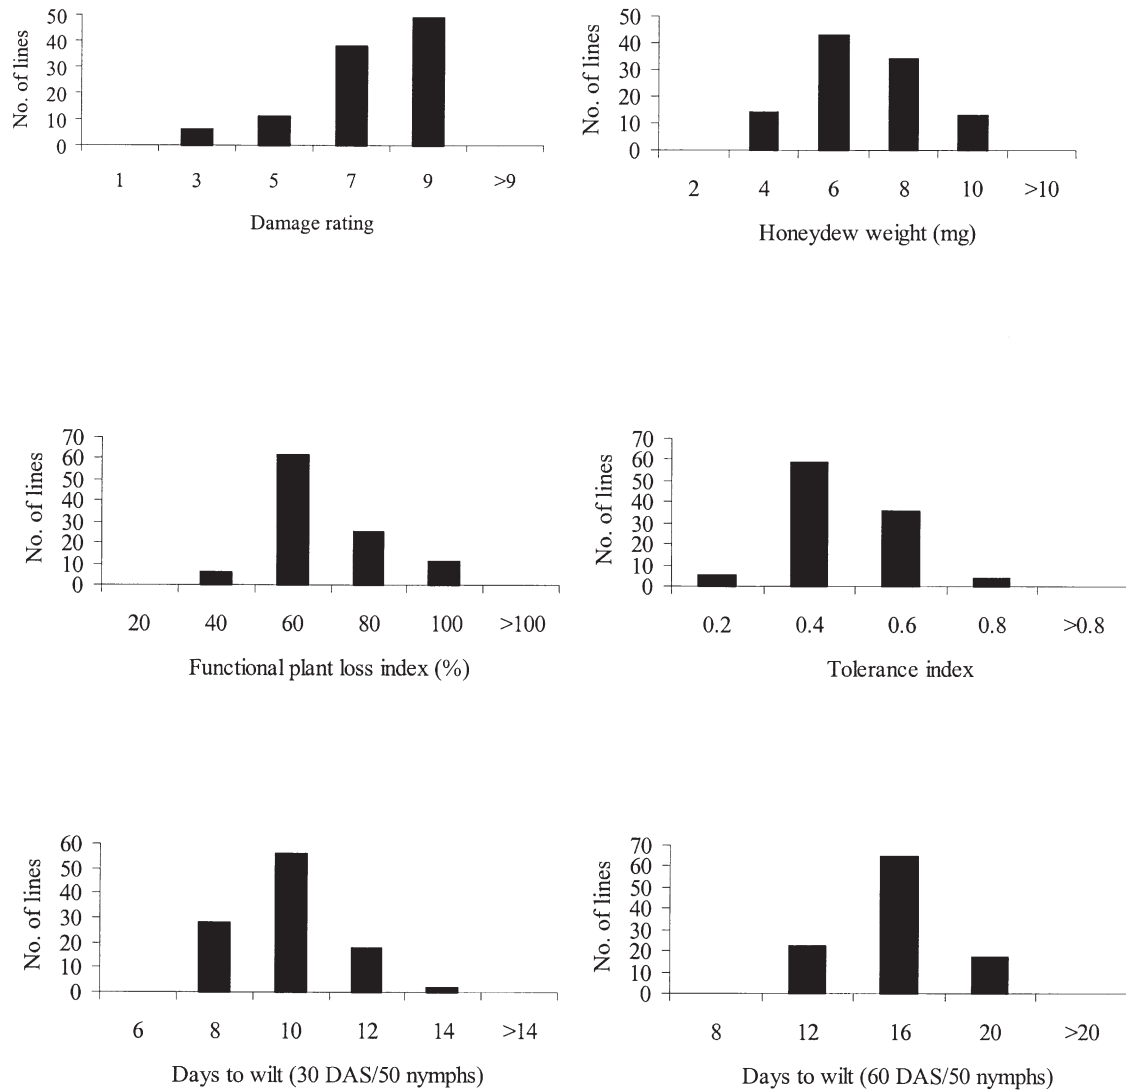 No. of lines
50
40
30
20
10
0
1 3 5 7 9 >9
Damage rating
No. of lines
50
40
30
20
10
0
2 4 6 8 10 >10
Honeydew weight (mg)
No. of lines
70
60
50
40
30
20
10
0
20 40 60 80 100 >100
Functional plant loss index (%)
No. of lines
70
60
50
40
30
20
10
0
0.2 0.4 0.6 0.8 >0.8
Tolerance index
No. of lines
60
50
40
30
20
10
0
6 8 10 12 14 >14
Days to wilt (30 DAS/50 nymphs)
No. of lines
70
60
50
40
30
20
10
0
8 12 16 20 >20
Days to wilt (60 DAS/50 nymphs)